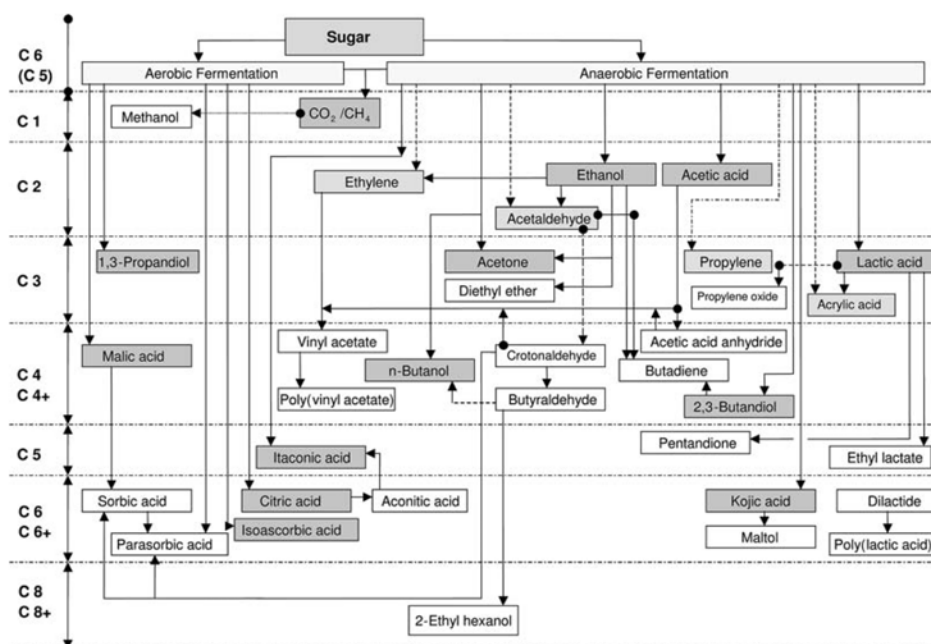 Sugar
C 6
(C 5)
Aerobic Fermentation
Anaerobic Fermentation
C 1
Methanol
CO₂ /CH₄
C 2
Ethylene
Ethanol
Acetic acid
Acetaldehyde
C 3
1,3-Propandiol
Acetone
Propylene
Lactic acid
Diethyl ether
Propylene oxide
Acrylic acid
C 4
C 4+
Vinyl acetate
Acetic acid anhydride
Malic acid
Crotonaldehyde
n-Butanol
Butadiene
Poly(vinyl acetate)
Butyraldehyde
2,3-Butandiol
C 5
Pentandione
Itaconic acid
Ethyl lactate
C 6
C 6+
Sorbic acid
Citric acid
Aconitic acid
Kojic acid
Dilactide
Isoascorbic acid
Parasorbic acid
Maltol
Poly(lactic acid)
C 8
C 8+
2-Ethyl hexanol